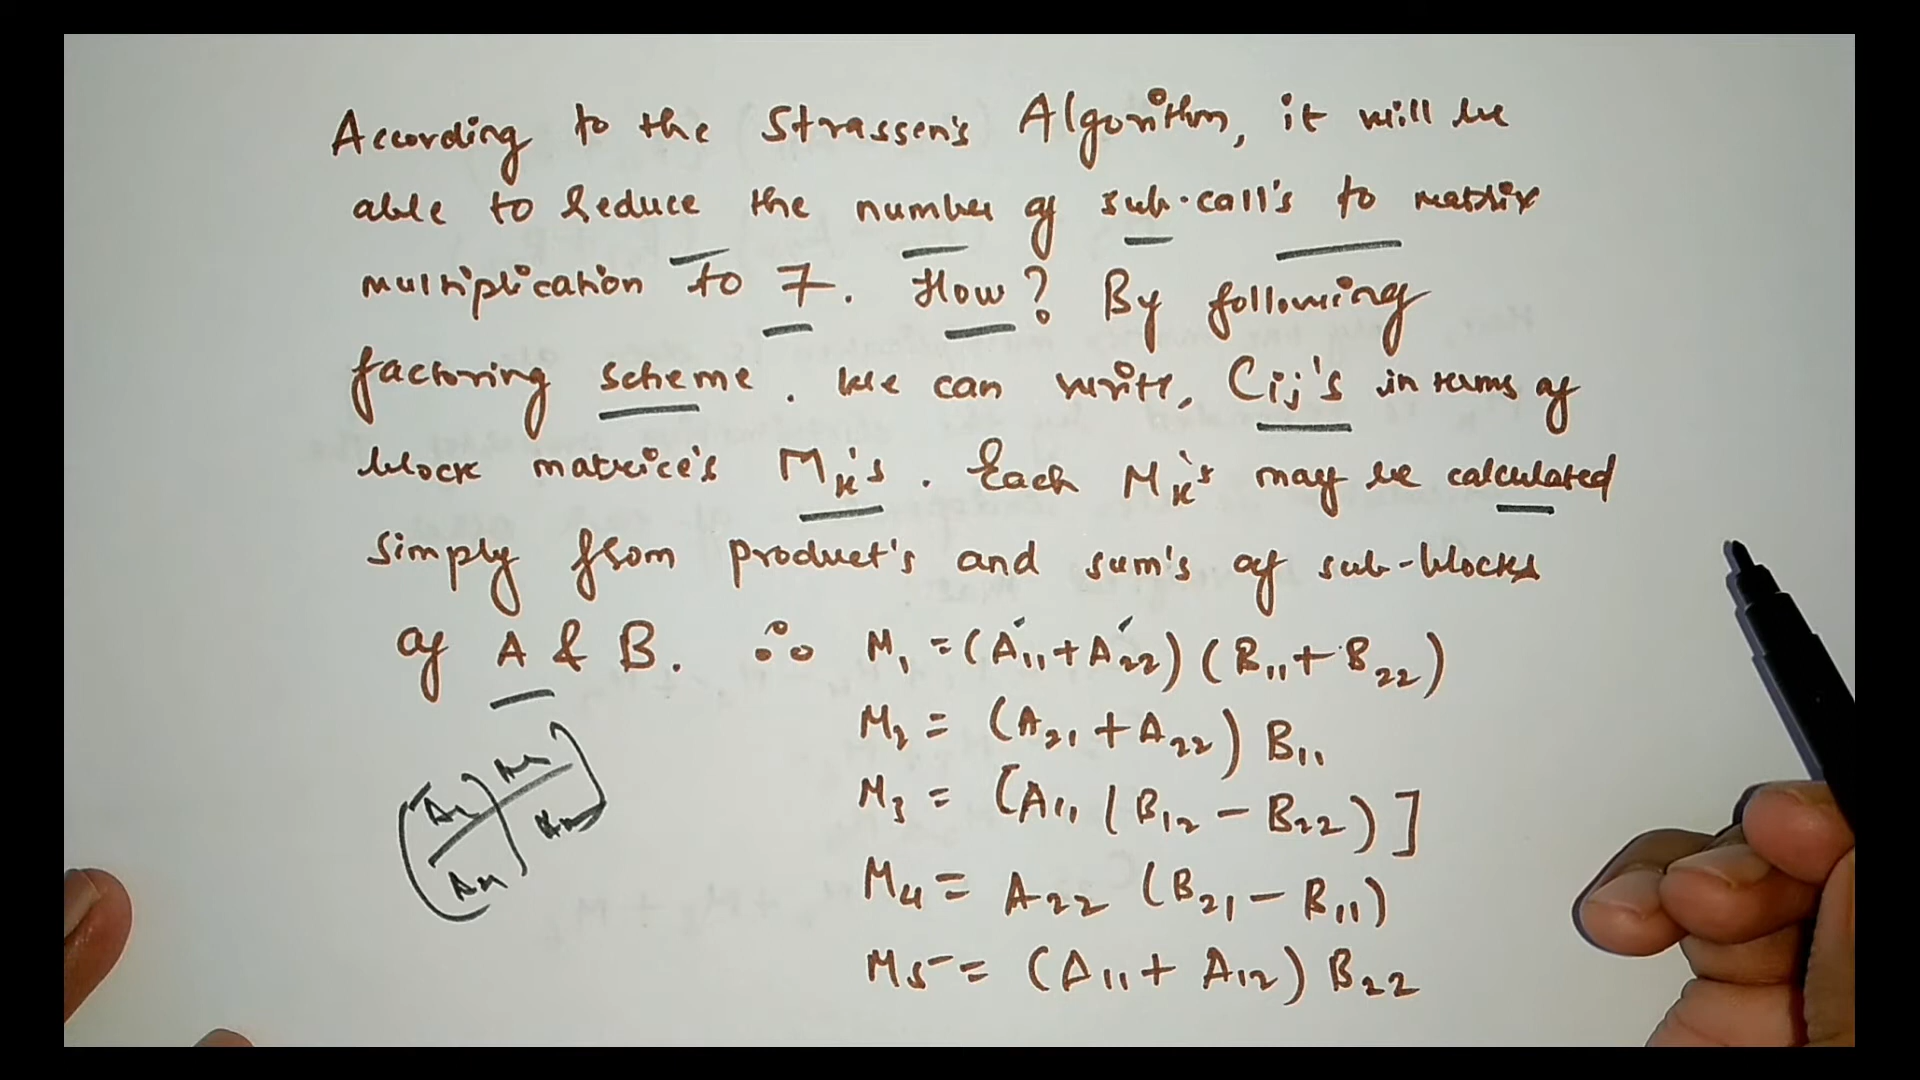 According to the Strassen's Algorithm, it will be
able to reduce the number of sub-call's to matrix
multiplication to 7. How? By following
factoring scheme. We can write, Cij's in terms of
block matrice's Mk's. Each Mk's may be calculated
simply from product's and sum's of sub-blocks
of A & B. ∴ M1 = (A11 + A22) (B11 + B22)
M2 = (A21 + A22) B11
M3 = [A11 (B12 - B22)]
M4 = A22 (B21 - B11)
M5 = (A11 + A12) B22